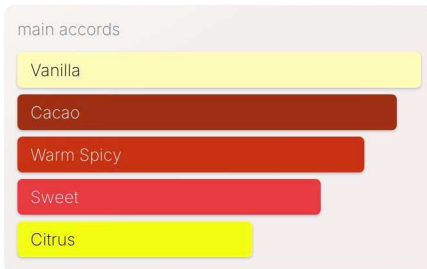 main accords
Vanilla
Cacao
Warm Spicy
Sweet
Citrus